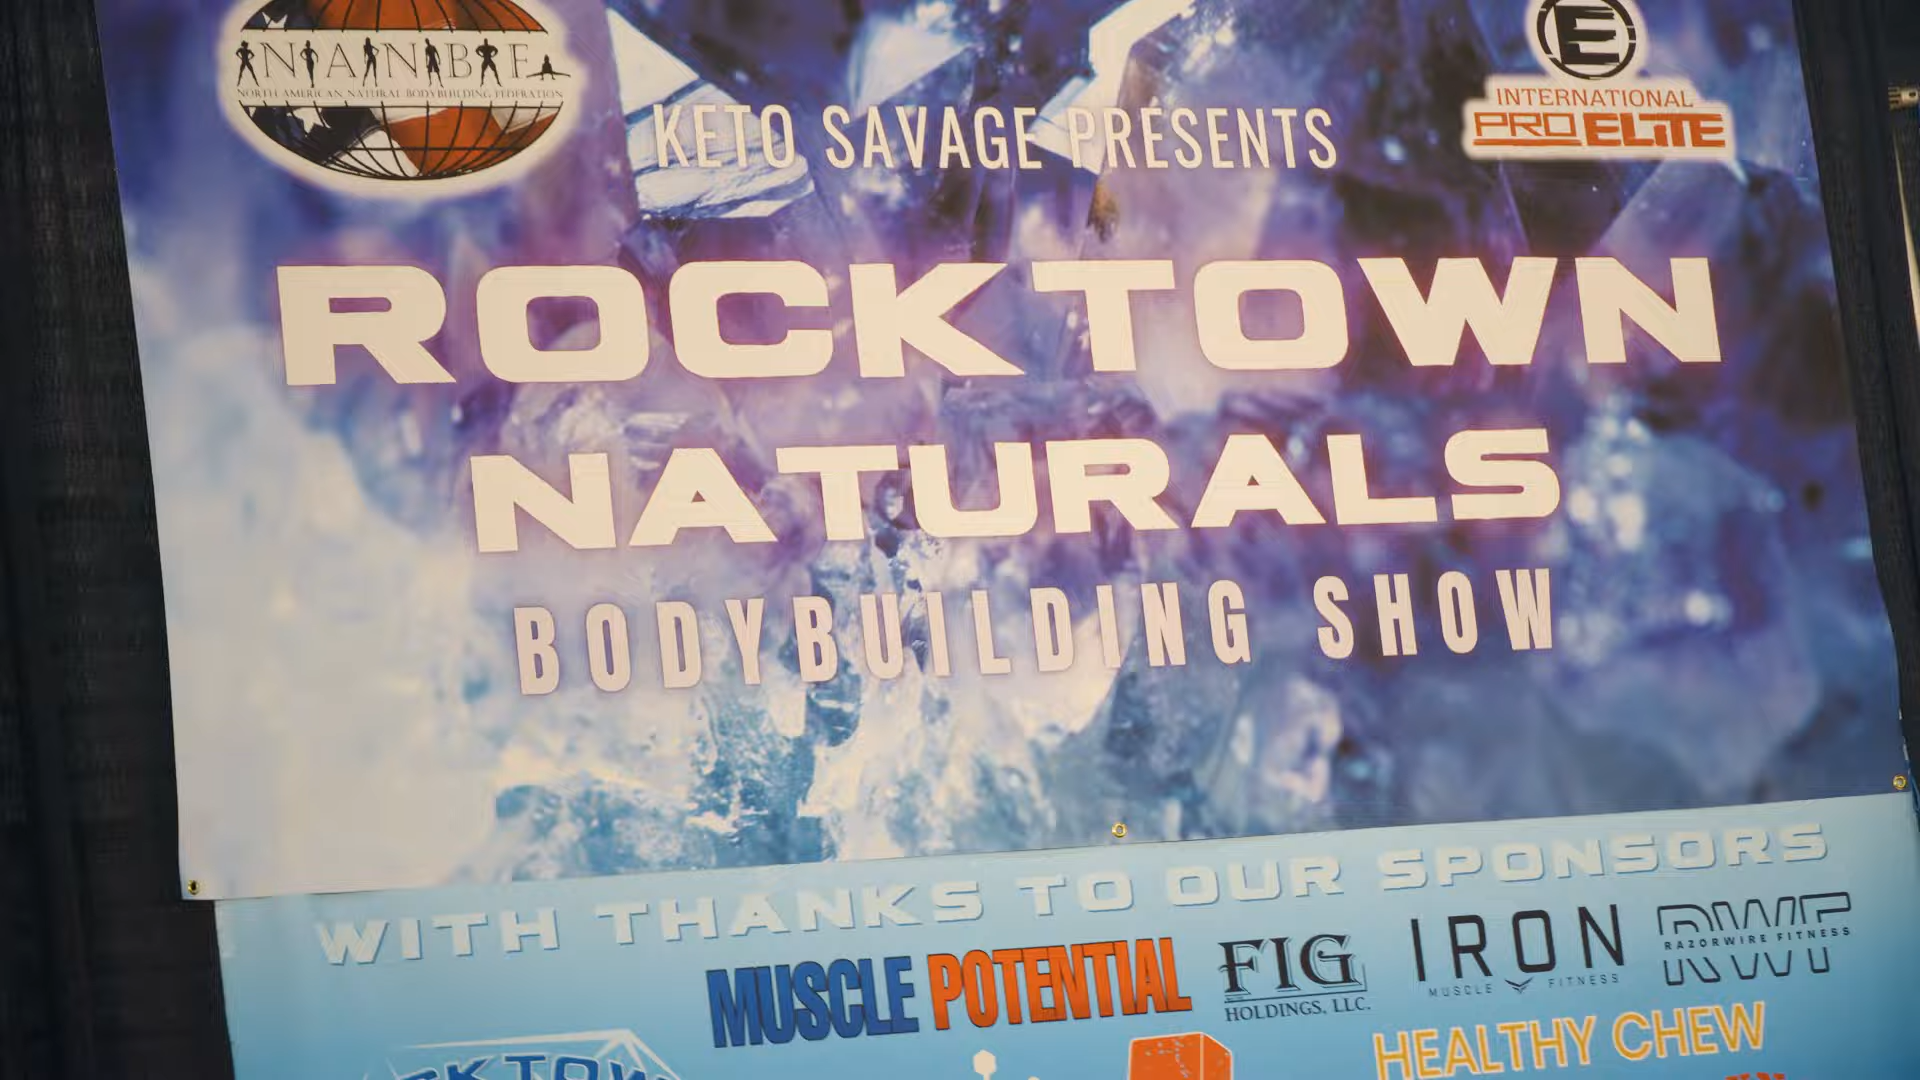 NANBF
NORTH AMERICAN NATURAL BODYBUILDING FEDERATION
E
INTERNATIONAL
PRO ELITE
KETO SAVAGE PRESENTS
ROCKTOWN
NATURALS
BODYBUILDING SHOW
WITH THANKS TO OUR SPONSORS
MUSCLE POTENTIAL
FIG
HOLDINGS, LLC.
IRON
MUSCLE FITNESS
RWF
RAZORWIRE FITNESS
HEALTHY CHEW